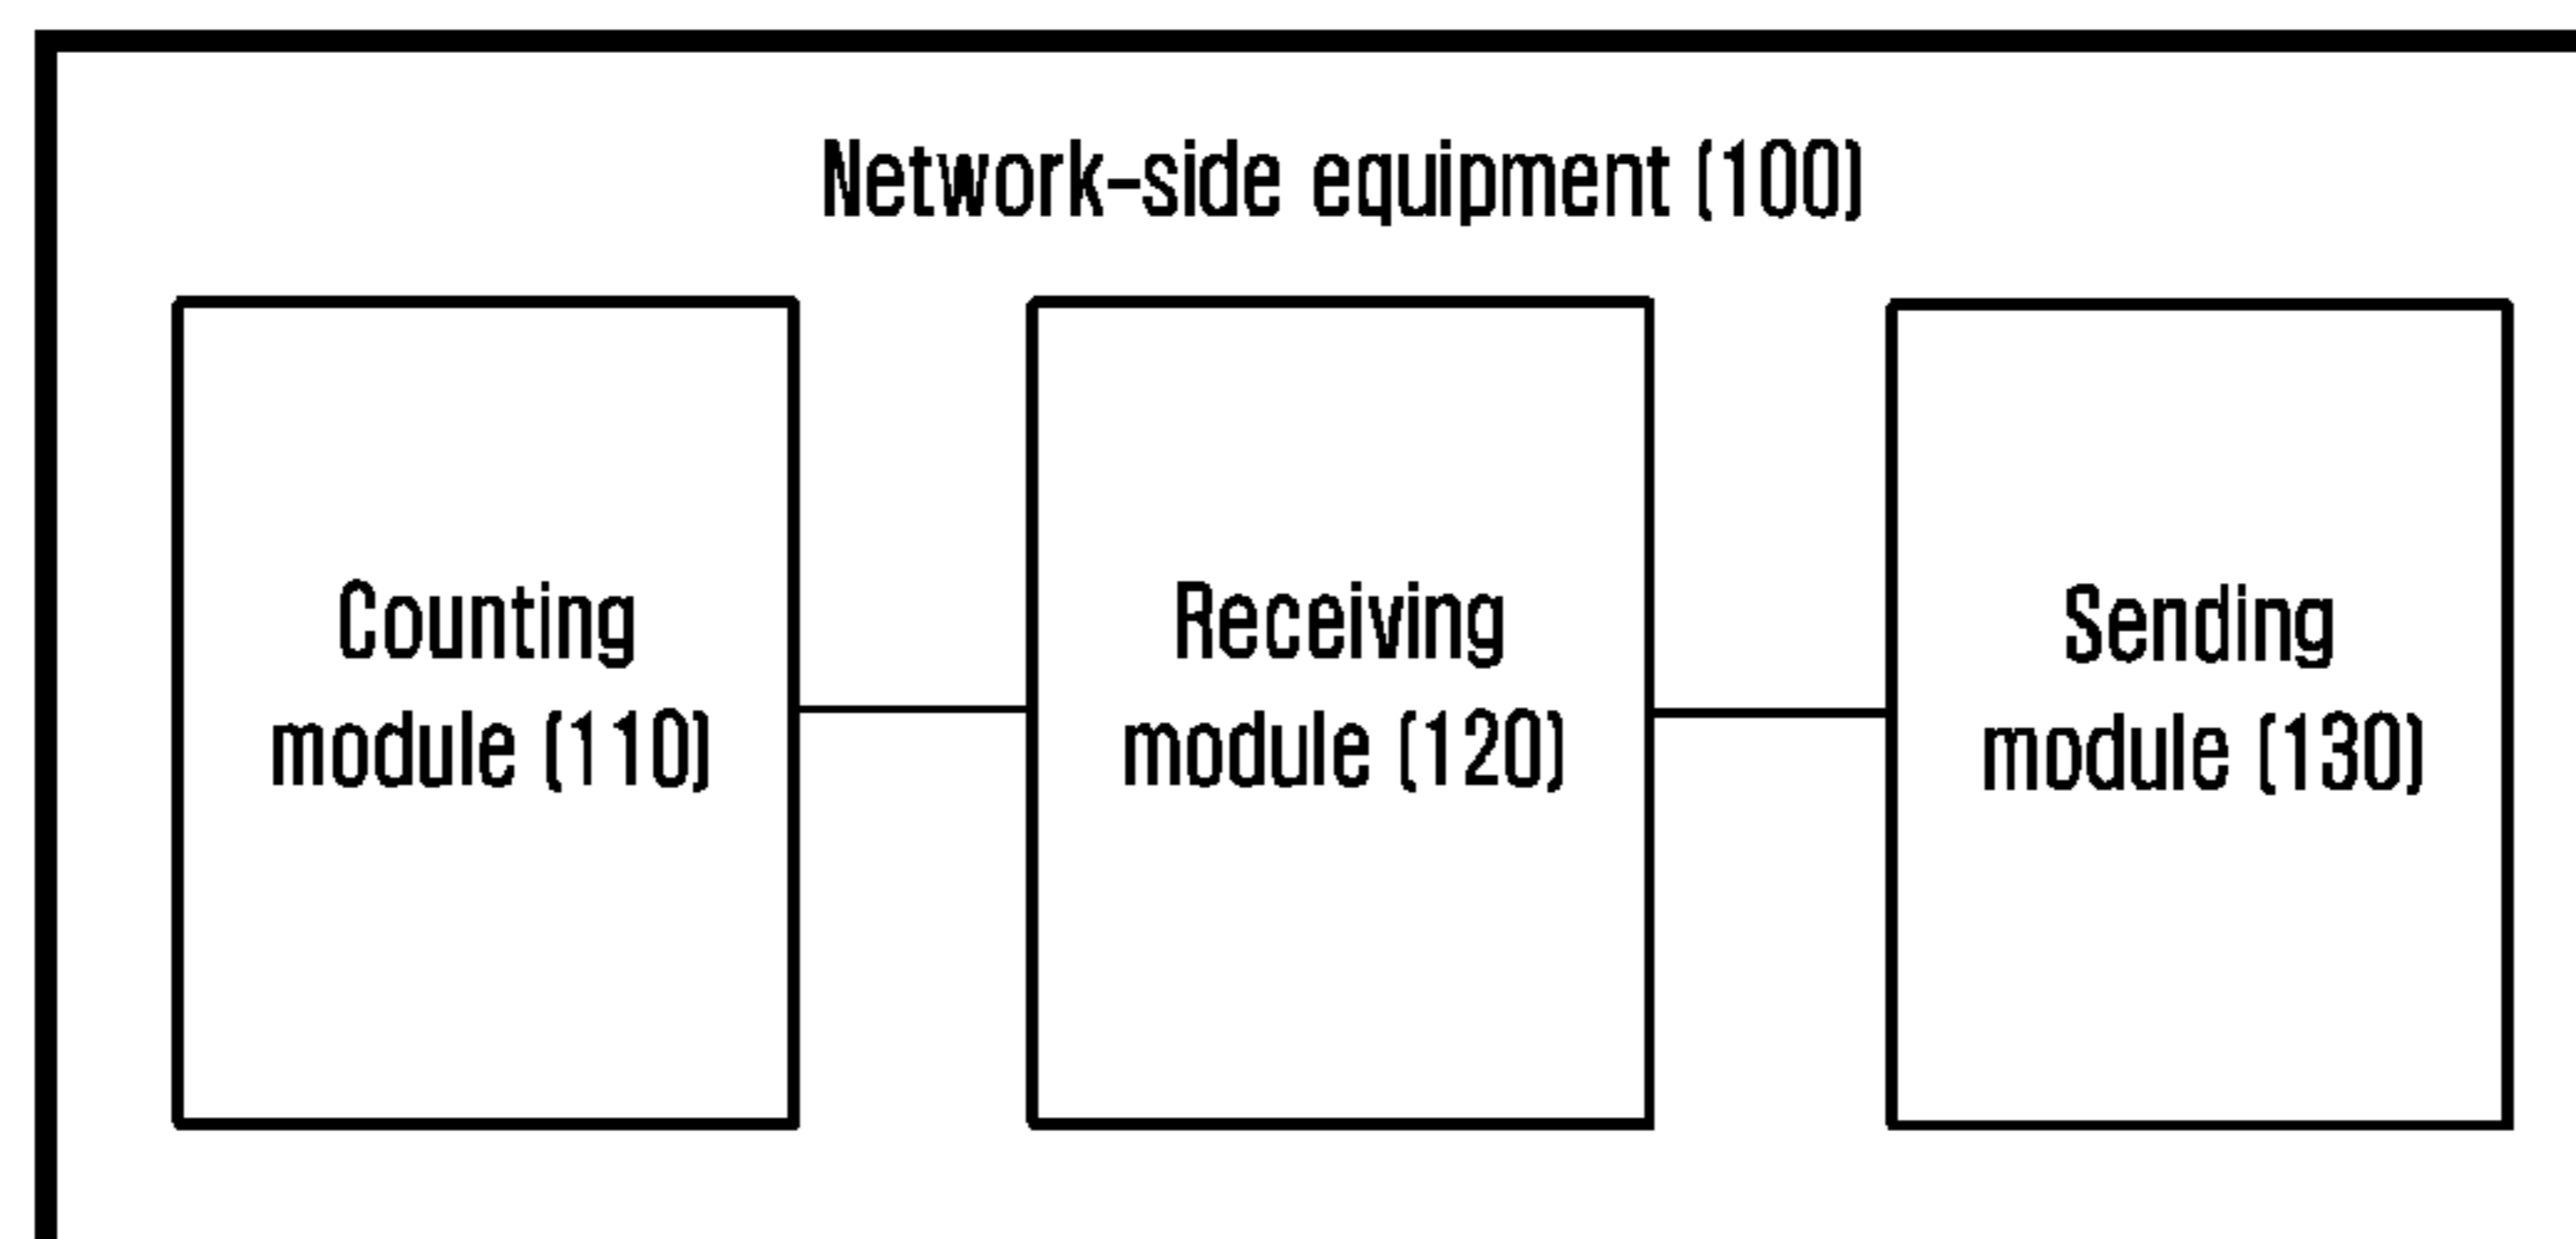 Network-side equipment (100)
Counting
module (110)
Receiving
module (120)
Sending
module (130)